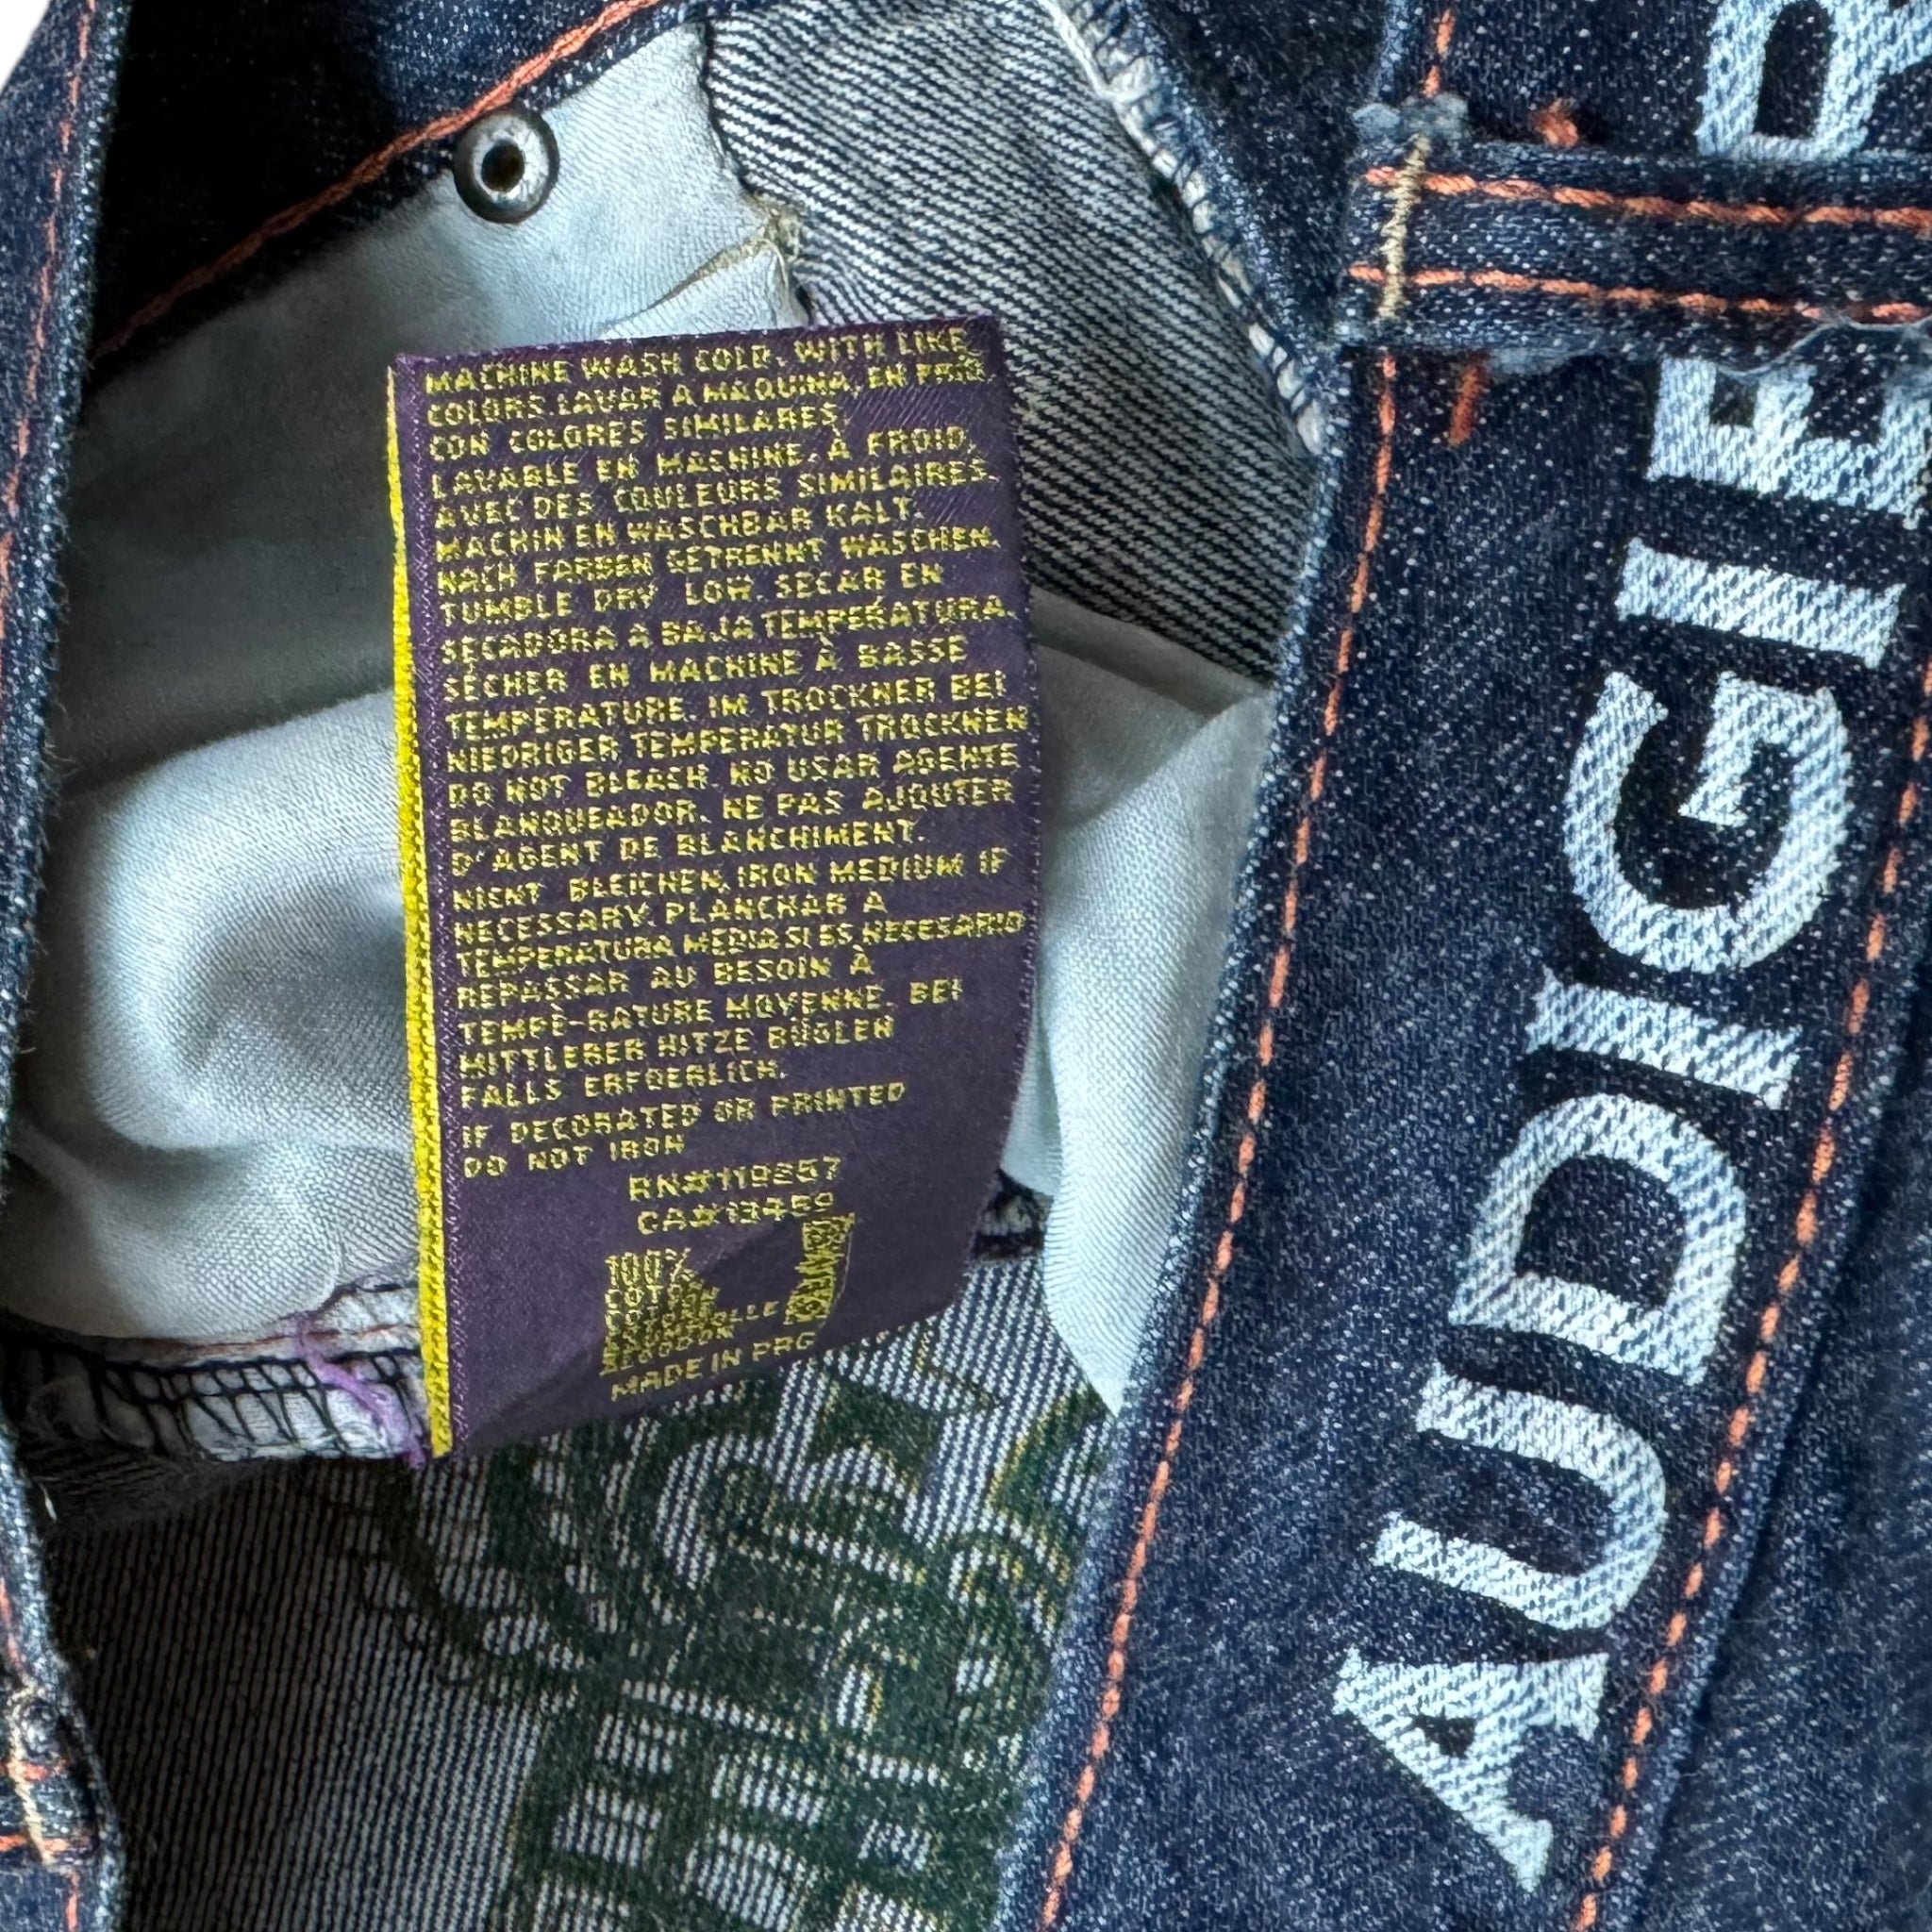 MACHINE WASH COLD, WITH LIKE
COLORS. LAVAR A MAQUINA, EN FRIO
CON COLORES SIMILARES.
LAVABLE EN MACHINE, À FROID,
AVEC DES COULEURS SIMILAIRES.
MACHIN EN WASCHBAR KALT.
NACH FARBEN GETRENNT WASCHEN.
TUMBLE DRY LOW. SECAR EN
SECADORA A BAJA TEMPERATURA.
SÉCHER EN MACHINE À BASSE
TEMPÉRATURE. IM TROCKNER BEI
NIEDRIGER TEMPERATUR TROCKNEN
DO NOT BLEACH. NO USAR AGENTE
BLANQUEADOR. NE PAS AJOUTER
D'AGENT DE BLANCHIMENT.
NICHT BLEICHEN. IRON MEDIUM IF
NECESSARY. PLANCHAR A
TEMPERATURA MEDIA SI ES NECESARIO
REPASSAR AU BESOIN À
TEMPÉ-RATURE MOYENNE. BEI
MITTLERER HITZE BÜGLEN
FALLS ERFOERLICH.
IF DECORATED OR PRINTED
DO NOT IRON
RN#119257
CA#13469
100%
COTTON
MADE IN PRC
AUDIGIER